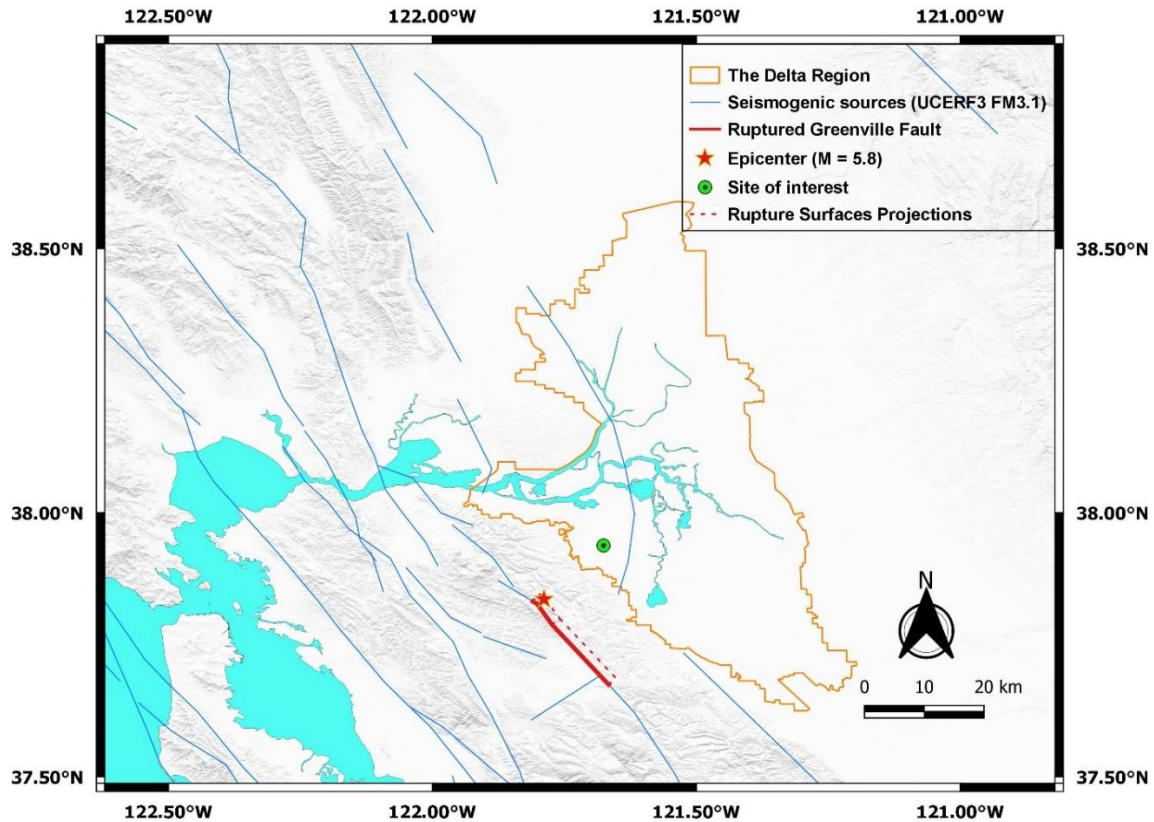 122.50°W 122.00°W 121.50°W 121.00°W
The Delta Region
Seismogenic sources (UCERF3 FM3.1)
Ruptured Greenville Fault
Epicenter (M = 5.8)
Site of interest
Rupture Surfaces Projections
38.50°N 38.50°N
38.00°N 38.00°N
N
0 10 20 km
37.50°N 37.50°N
122.50°W 122.00°W 121.50°W 121.00°W